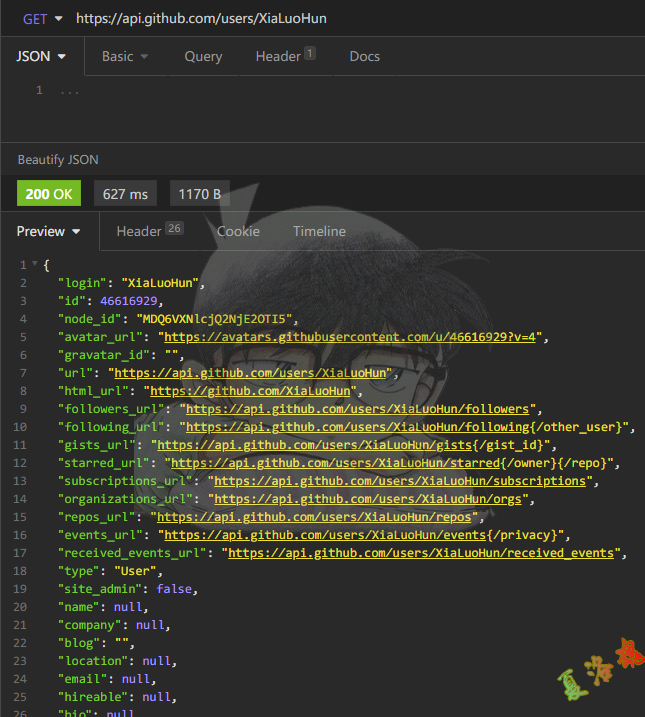 GET https://api.github.com/users/XiaLuoHun
JSON Basic Query Header 1 Docs
1 ...
Beautify JSON
200 OK 627 ms 1170 B
Preview Header 26 Cookie Timeline
1 {
2 "login": "XiaLuoHun",
3 "id": 46616929,
4 "node_id": "MDQ6VXNlcjQ2NjE2OTI5",
5 "avatar_url": "https://avatars.githubusercontent.com/u/46616929?v=4",
6 "gravatar_id": "",
7 "url": "https://api.github.com/users/XiaLuoHun",
8 "html_url": "https://github.com/XiaLuoHun",
9 "followers_url": "https://api.github.com/users/XiaLuoHun/followers",
10 "following_url": "https://api.github.com/users/XiaLuoHun/following{/other_user}",
11 "gists_url": "https://api.github.com/users/XiaLuoHun/gists{/gist_id}",
12 "starred_url": "https://api.github.com/users/XiaLuoHun/starred{/owner}{/repo}",
13 "subscriptions_url": "https://api.github.com/users/XiaLuoHun/subscriptions",
14 "organizations_url": "https://api.github.com/users/XiaLuoHun/orgs",
15 "repos_url": "https://api.github.com/users/XiaLuoHun/repos",
16 "events_url": "https://api.github.com/users/XiaLuoHun/events{/privacy}",
17 "received_events_url": "https://api.github.com/users/XiaLuoHun/received_events",
18 "type": "User",
19 "site_admin": false,
20 "name": null,
21 "company": null,
22 "blog": "",
23 "location": null,
24 "email": null,
25 "hireable": null,
26 "bio": null
夏洛